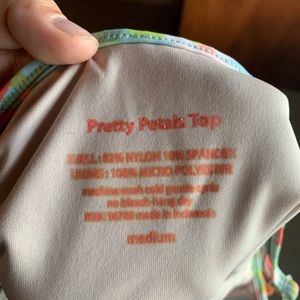 Pretty Petals Top
SHELL : 82% NYLON 18% SPANDEX
LINING : 100% MICRO POLYESTER
machine wash cold gentle cycle
no bleach-hang dry
made in Indonesia
medium